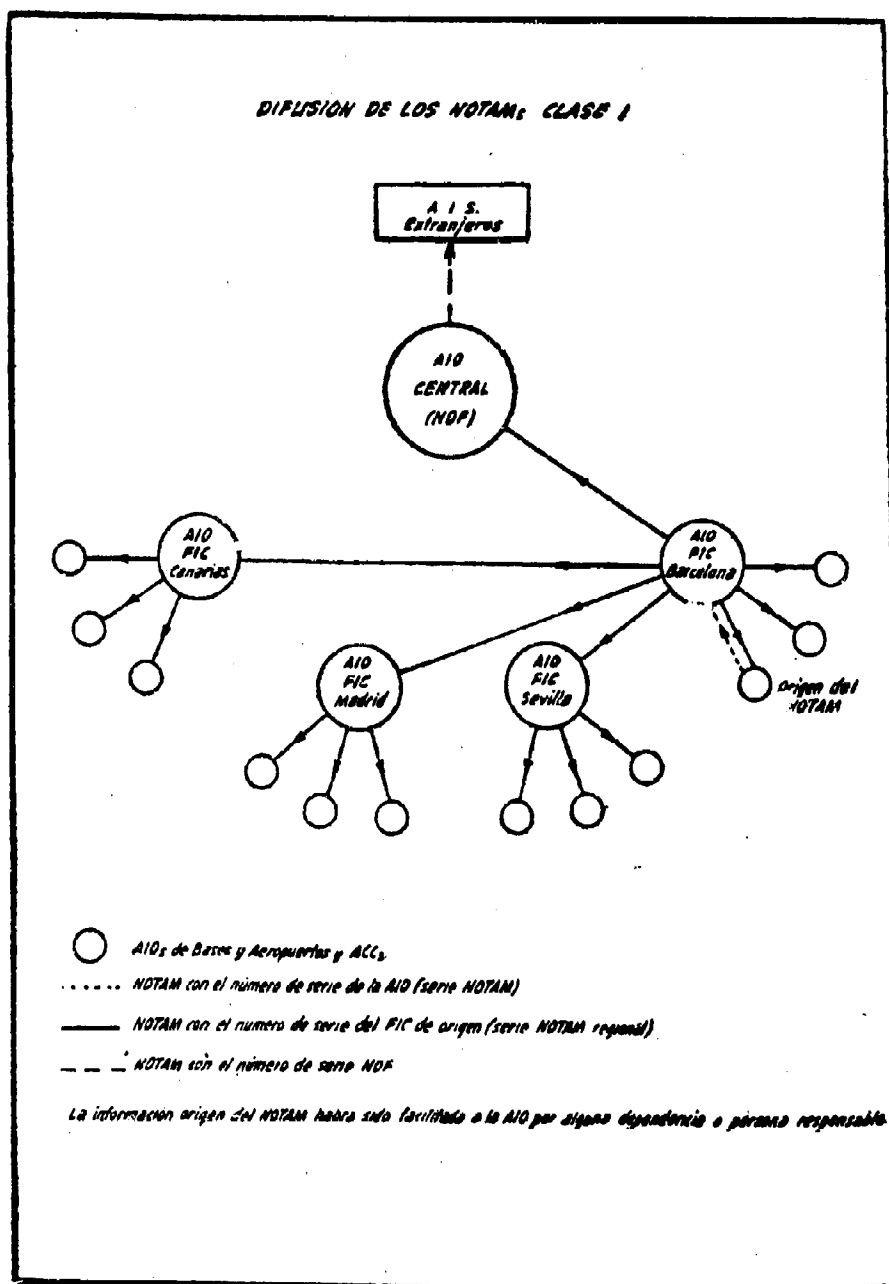 DIFUSION DE LOS NOTAMs CLASE I
A I S.
Extranjeros
AIO
CENTRAL
(NOF)
AIO
FIC
Canarias
AIO
FIC
Barcelona
AIO
FIC
Madrid
AIO
FIC
Sevilla
Origen del
NOTAM
AIOs de Bases y Aeropuertos y ACCs
NOTAM con el número de serie de la AIO (serie NOTAM)
NOTAM con el numero de serie del FIC de origen (serie NOTAM regional)
NOTAM con el número de serie NOF
La información origen del NOTAM habra sido facilitada a la AIO por alguna dependencia o persona responsable.